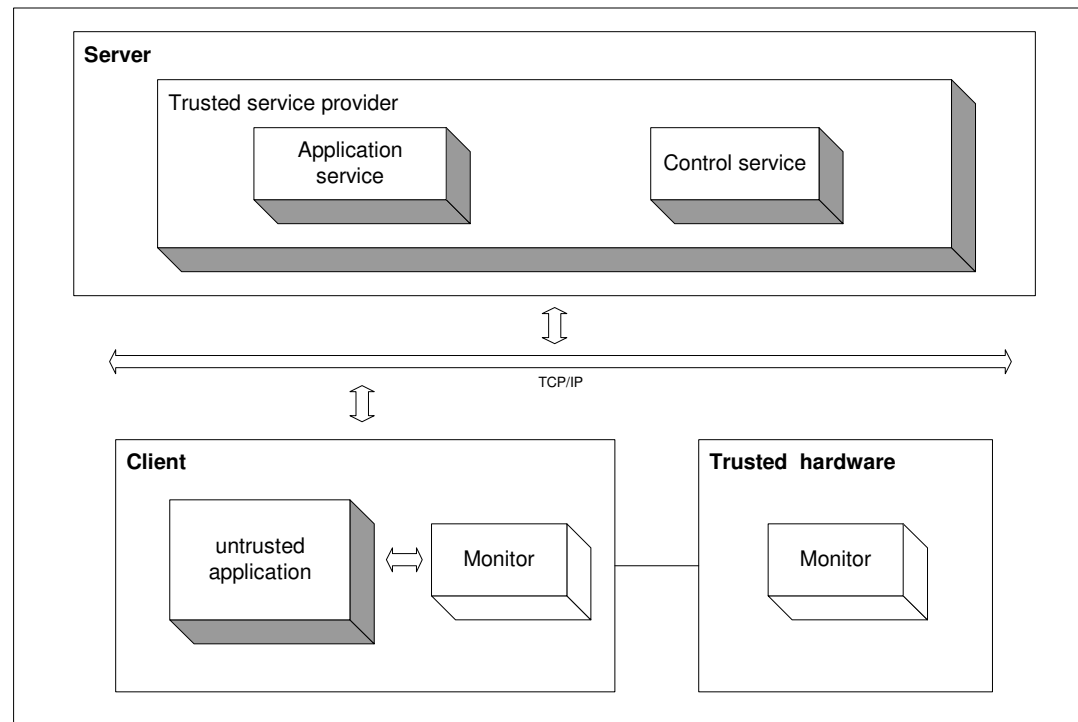 Server
Trusted service provider
Application
service
Control service
TCP/IP
Client
untrusted
application
Monitor
Trusted hardware
Monitor